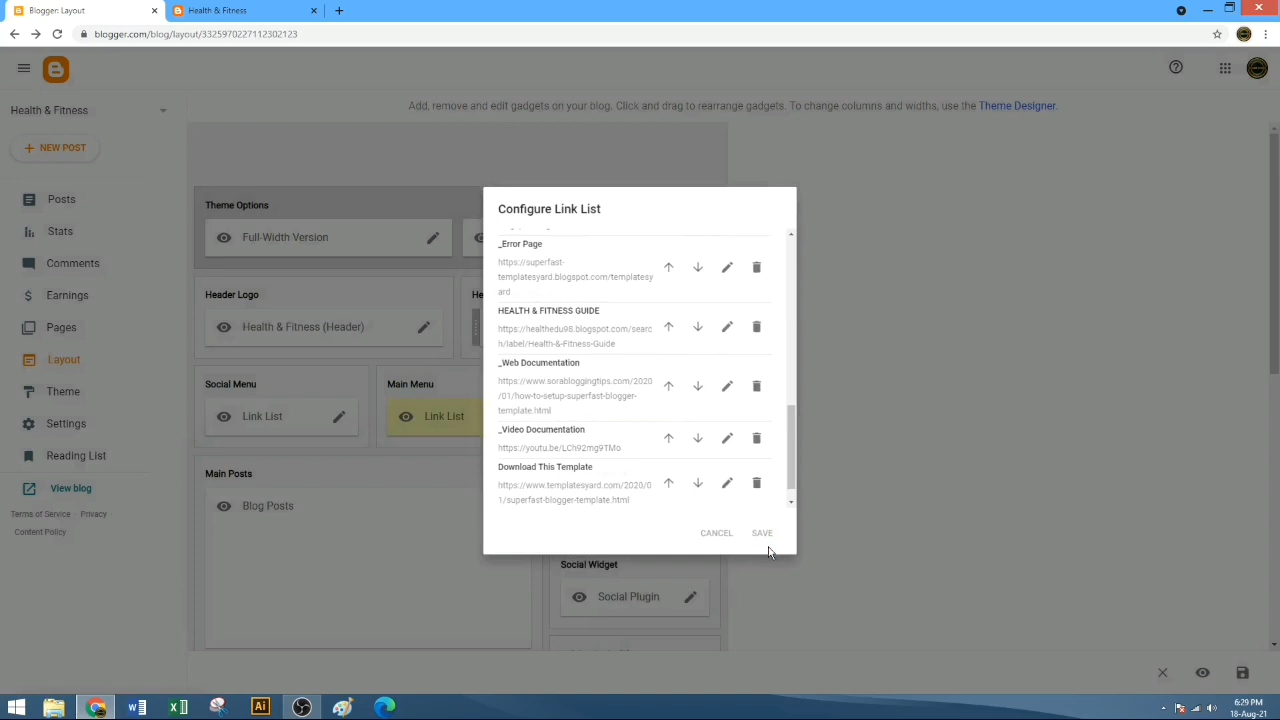 Blogger: Layout
Health & Fitness
blogger.com/blog/layout/3325970227112302123
Health & Fitness
Add, remove and edit gadgets on your blog. Click and drag to rearrange gadgets. To change columns and widths, use the Theme Designer.
NEW POST
Posts
Stats
Comments
Earnings
Pages
Layout
Theme
Settings
Reading List
View blog
Terms of Service
Privacy
Content Policy
Theme Options
Full-Width Version
Header Logo
Health & Fitness (Header)
Social Menu
Link List
Main Menu
Link List
Main Posts
Blog Posts
Configure Link List
_Error Page
https://superfast-
templatesyard.blogspot.com/templatesy
ard
HEALTH & FITNESS GUIDE
https://healthedu98.blogspot.com/searc
h/label/Health-&-Fitness-Guide
_Web Documentation
https://www.sorabloggingtips.com/2020
/01/how-to-setup-superfast-blogger-
template.html
_Video Documentation
https://youtu.be/LCh92mg9TMo
Download This Template
https://www.templatesyard.com/2020/0
1/superfast-blogger-template.html
CANCEL
SAVE
Social Widget
Social Plugin
6:29 PM
18-Aug-21